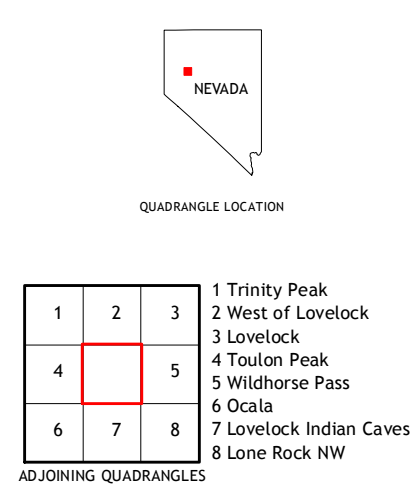 NEVADA
QUADRANGLE LOCATION
1 2 3
4 5
6 7 8
1 Trinity Peak
2 West of Lovelock
3 Lovelock
4 Toulon Peak
5 Wildhorse Pass
6 Ocala
7 Lovelock Indian Caves
8 Lone Rock NW
ADJOINING QUADRANGLES